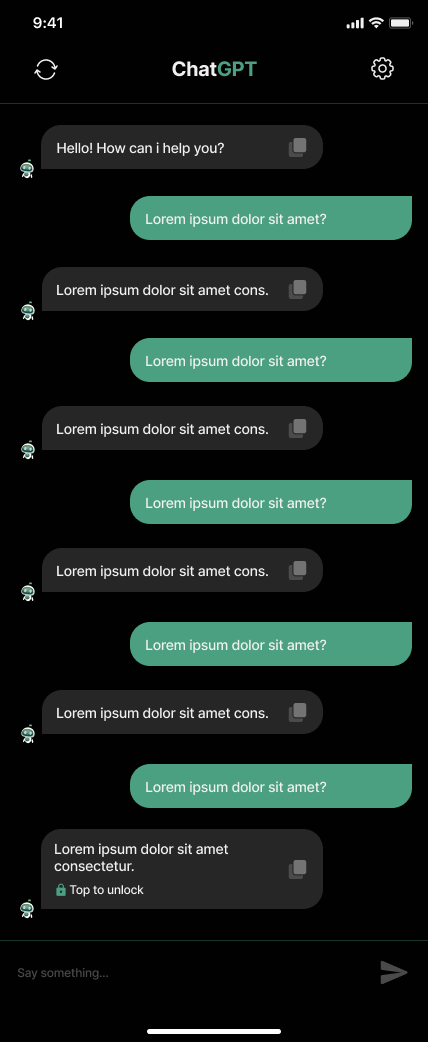 9:41
ChatGPT
Hello! How can i help you?
Lorem ipsum dolor sit amet?
Lorem ipsum dolor sit amet cons.
Lorem ipsum dolor sit amet?
Lorem ipsum dolor sit amet cons.
Lorem ipsum dolor sit amet?
Lorem ipsum dolor sit amet cons.
Lorem ipsum dolor sit amet?
Lorem ipsum dolor sit amet cons.
Lorem ipsum dolor sit amet?
Lorem ipsum dolor sit amet
consectetur.
Top to unlock
Say something...